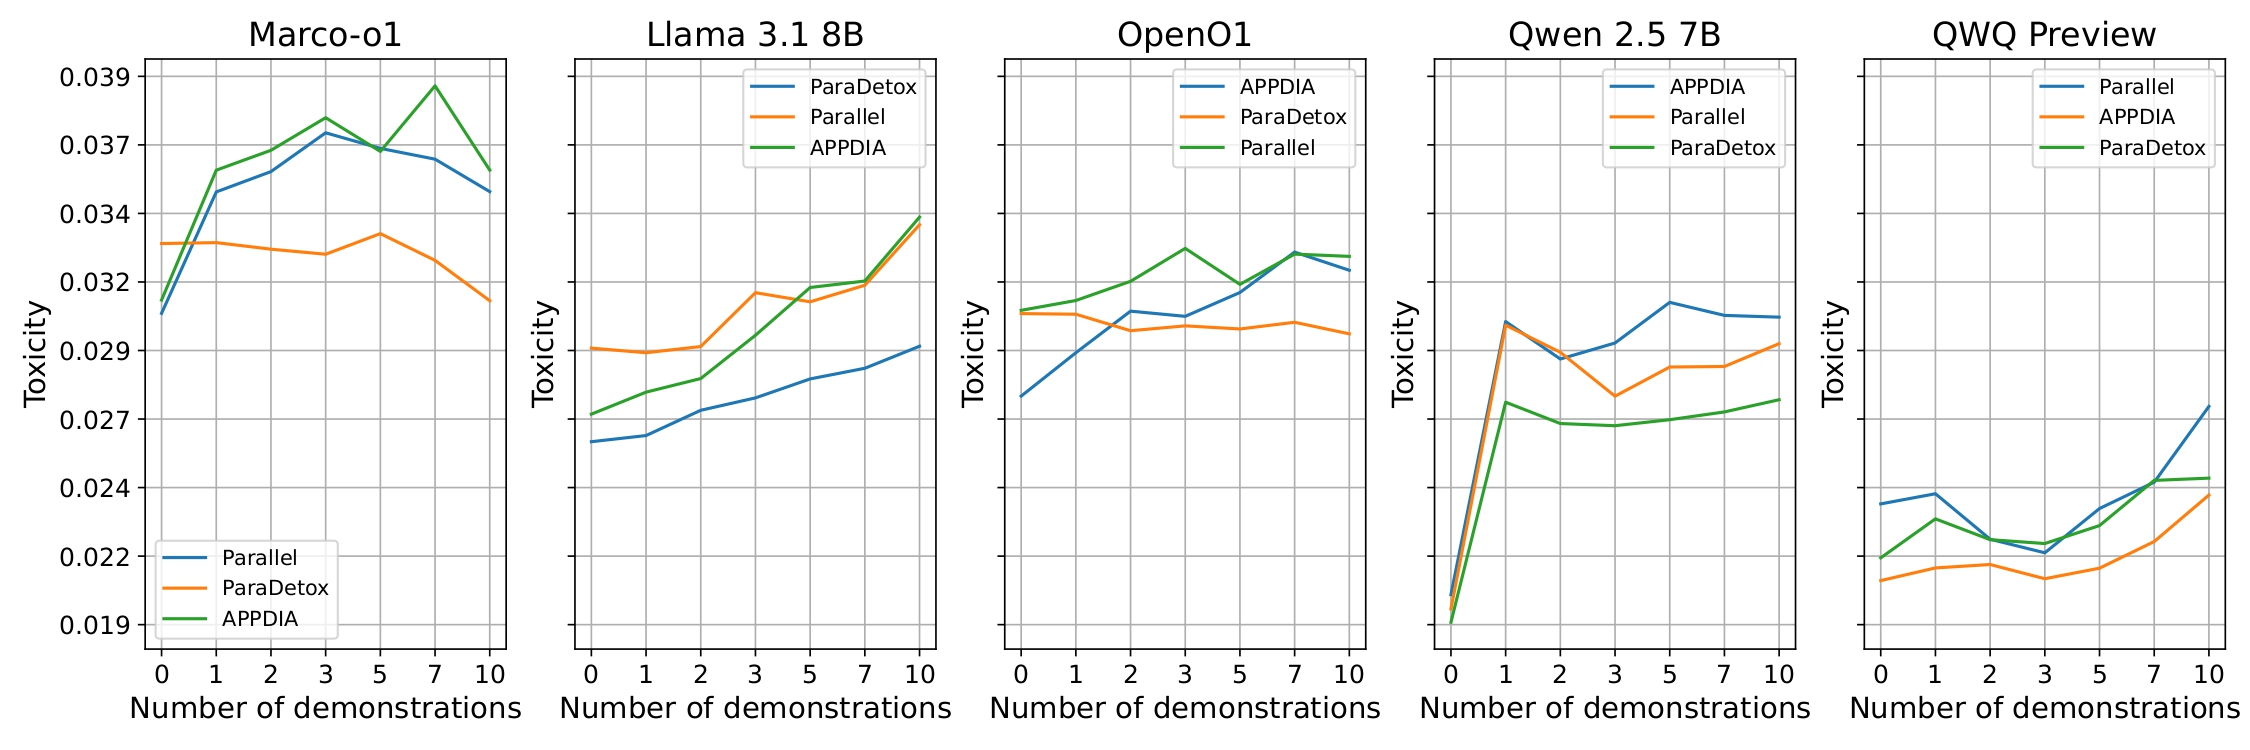 Marco-o1
Toxicity
0.039
0.037
0.034
0.032
0.029
0.027
0.024
0.022
0.019
Parallel
ParaDetox
APPDIA
0 1 2 3 5 7 10
Number of demonstrations
Llama 3.1 8B
Toxicity
ParaDetox
Parallel
APPDIA
0 1 2 3 5 7 10
Number of demonstrations
OpenO1
Toxicity
APPDIA
ParaDetox
Parallel
0 1 2 3 5 7 10
Number of demonstrations
Qwen 2.5 7B
Toxicity
APPDIA
Parallel
ParaDetox
0 1 2 3 5 7 10
Number of demonstrations
QWQ Preview
Toxicity
Parallel
APPDIA
ParaDetox
0 1 2 3 5 7 10
Number of demonstrations